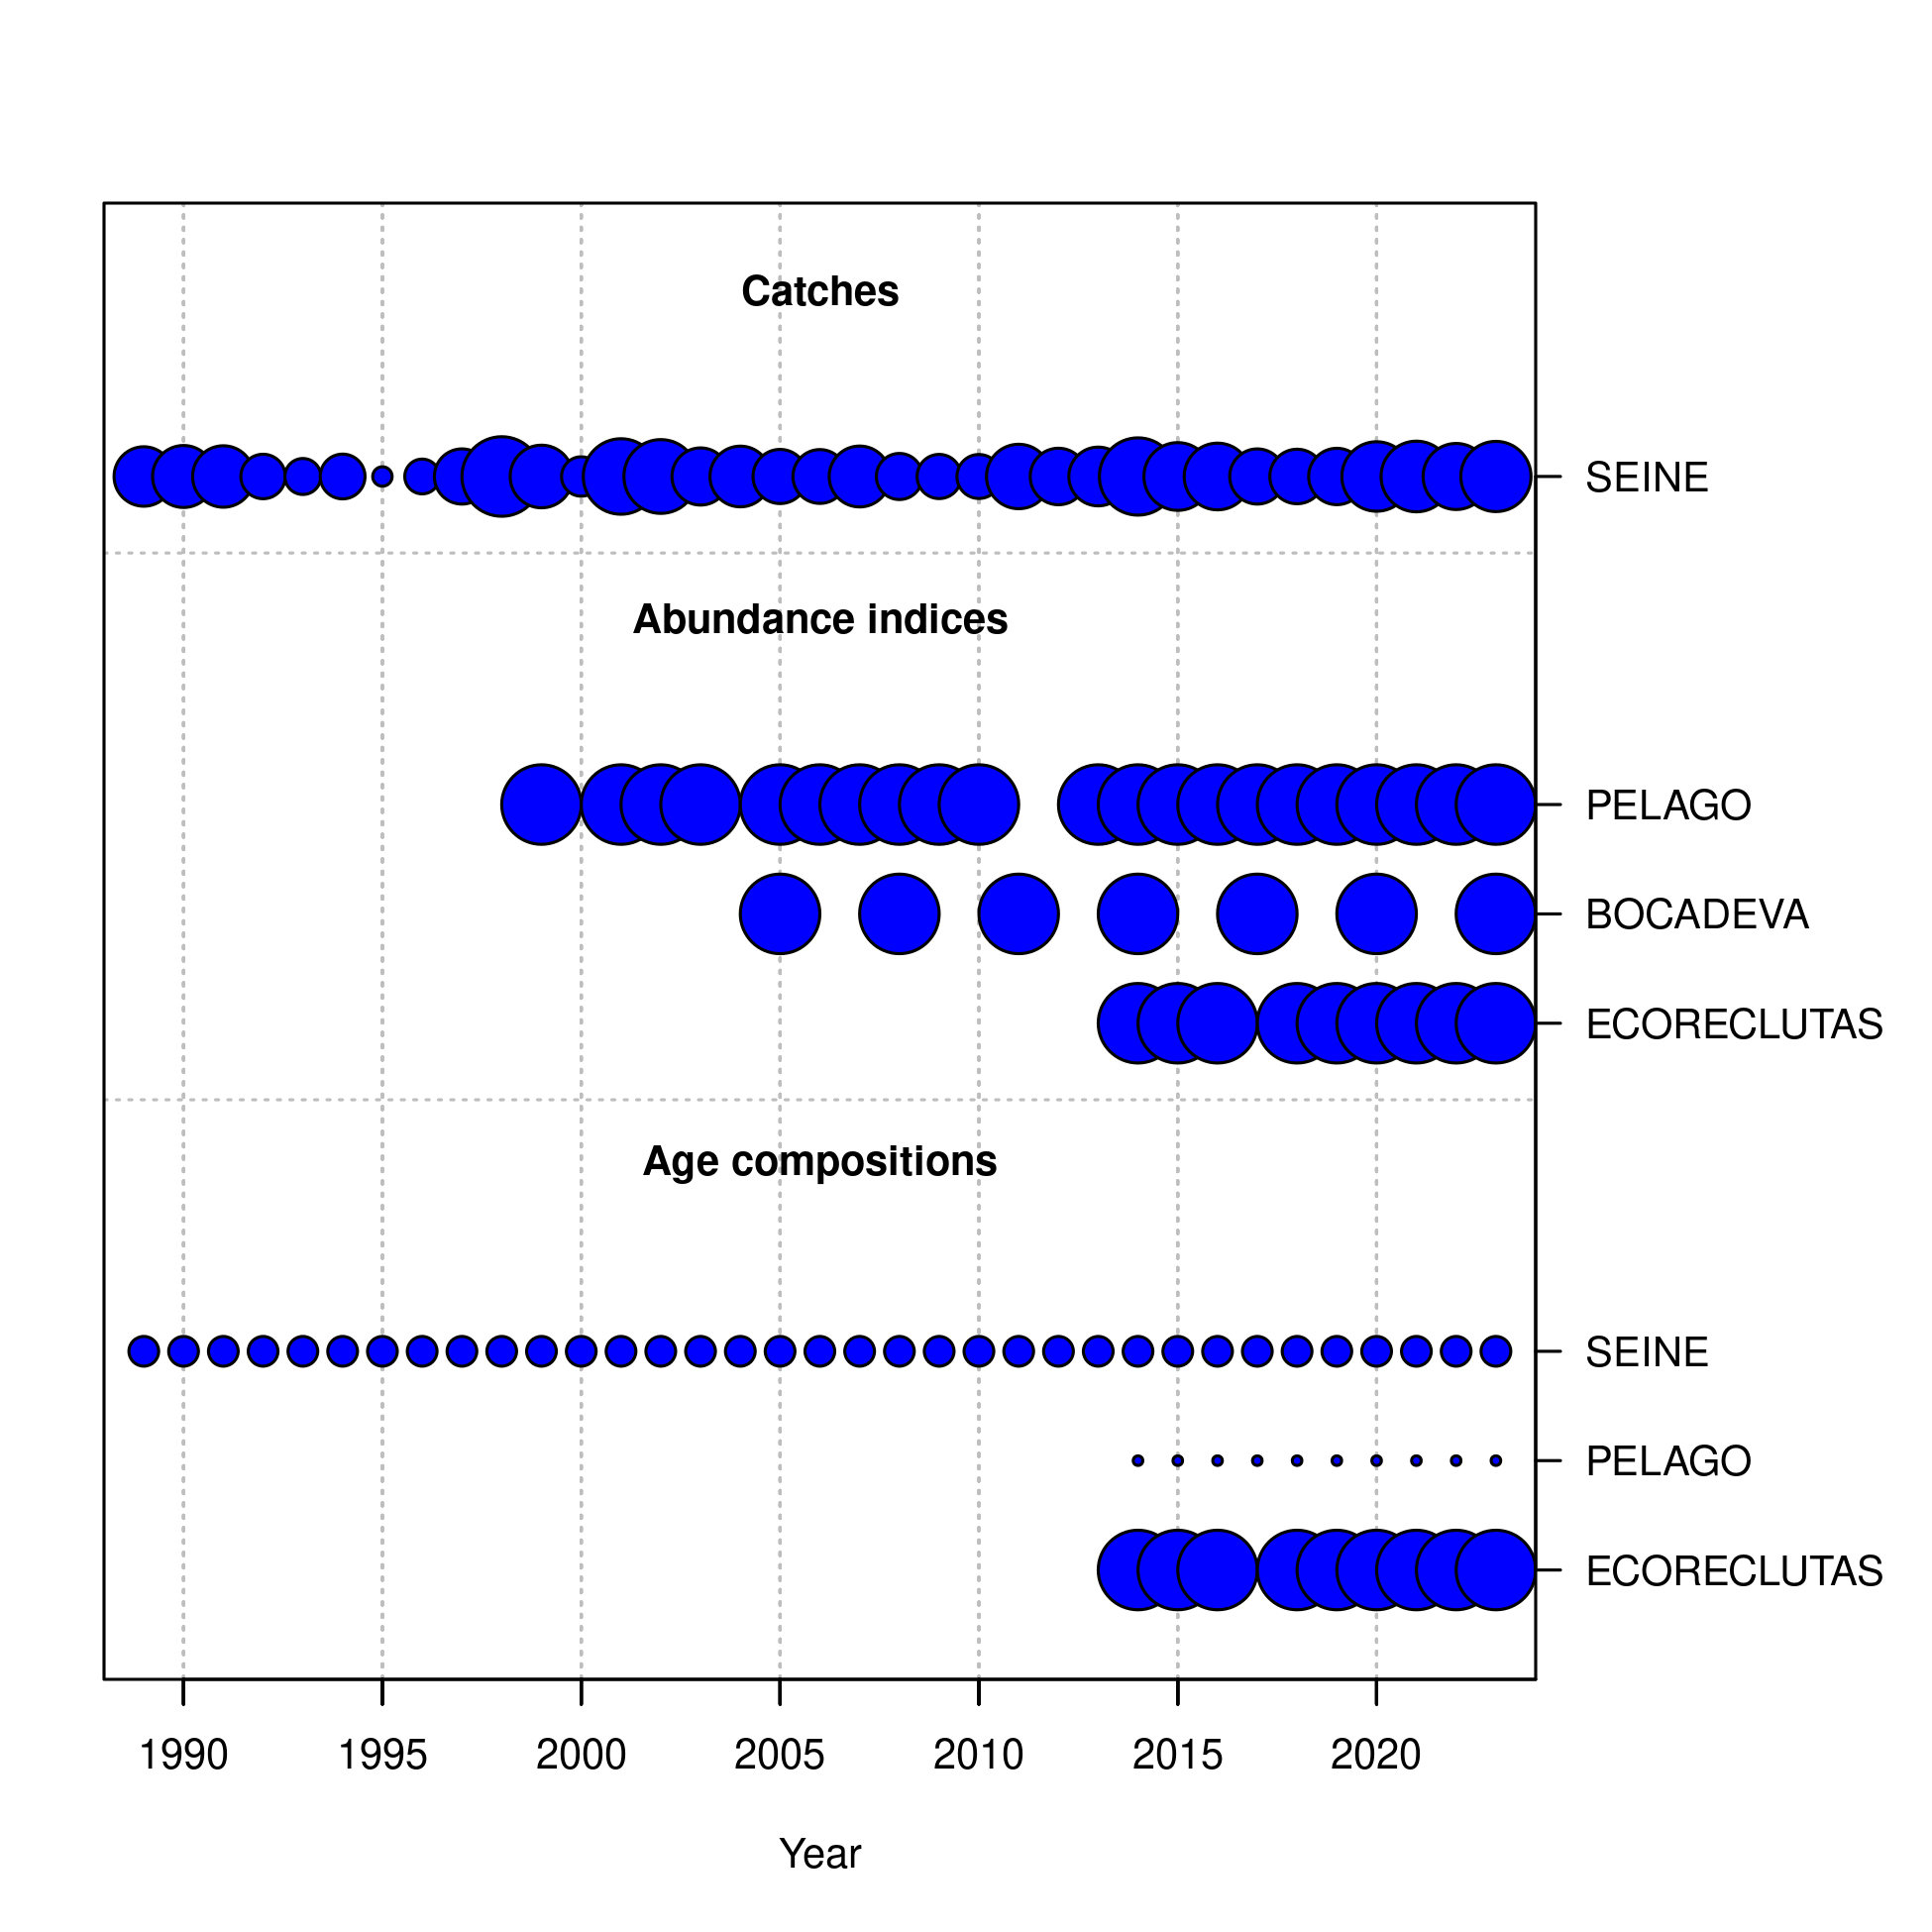 Catches
SEINE
Abundance indices
PELAGO
BOCADEVA
ECORECLUTAS
Age compositions
SEINE
PELAGO
ECORECLUTAS
1990 1995 2000 2005 2010 2015 2020
Year